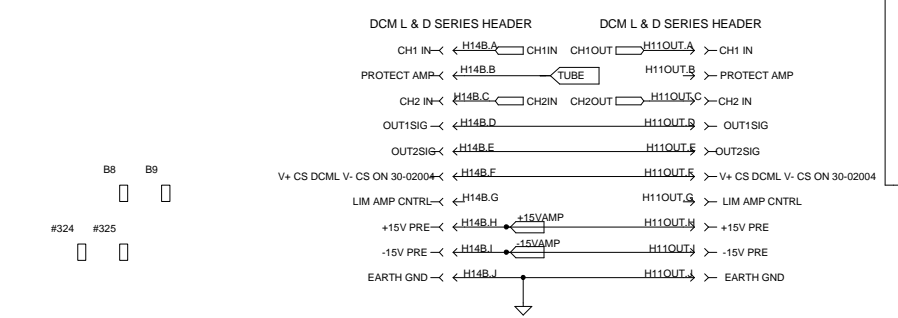 DCM L & D SERIES HEADER DCM L & D SERIES HEADER
CH1 IN H14B.A CH1IN CH1OUT H11OUT.A CH1 IN
PROTECT AMP H14B.B TUBE H11OUT.B PROTECT AMP
CH2 IN H14B.C CH2IN CH2OUT H11OUT.C CH2 IN
OUT1SIG H14B.D H11OUT.D OUT1SIG
OUT2SIG H14B.E H11OUT.E OUT2SIG
B8 B9
V+ CS DCML V- CS ON 30-02004 H14B.F H11OUT.F V+ CS DCML V- CS ON 30-02004
LIM AMP CNTRL H14B.G H11OUT.G LIM AMP CNTRL
#324 #325
+15V PRE H14B.H +15VAMP H11OUT.H +15V PRE
-15V PRE H14B.I -15VAMP H11OUT.I -15V PRE
EARTH GND H14B.J H11OUT.J EARTH GND